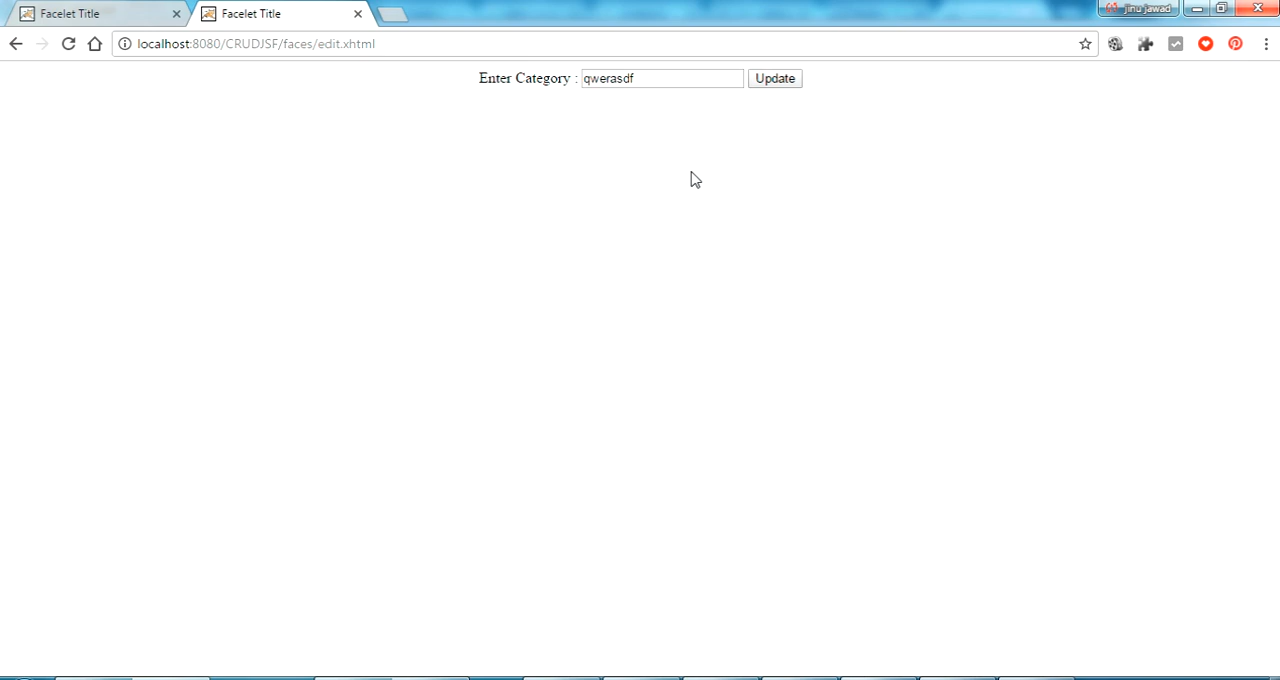 Facelet Title
Facelet Title
jinu jawad
localhost:8080/CRUDJSF/faces/edit.xhtml
Enter Category : qwerasdf Update